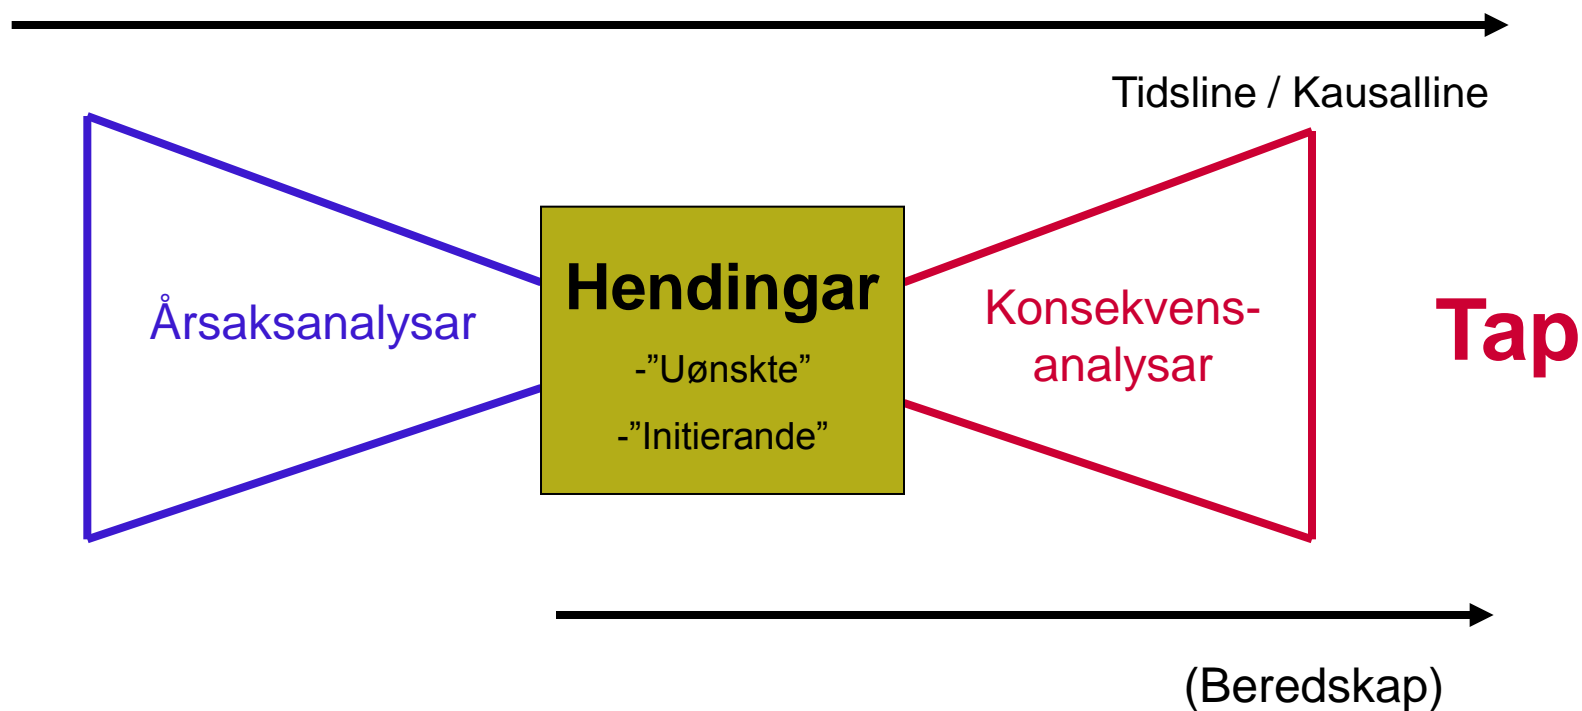 Tidsline / Kausalline
Årsaksanalysar
Hendingar
-”Uønskte”
-”Initierande”
Konsekvens-
analysar
Tap
(Beredskap)